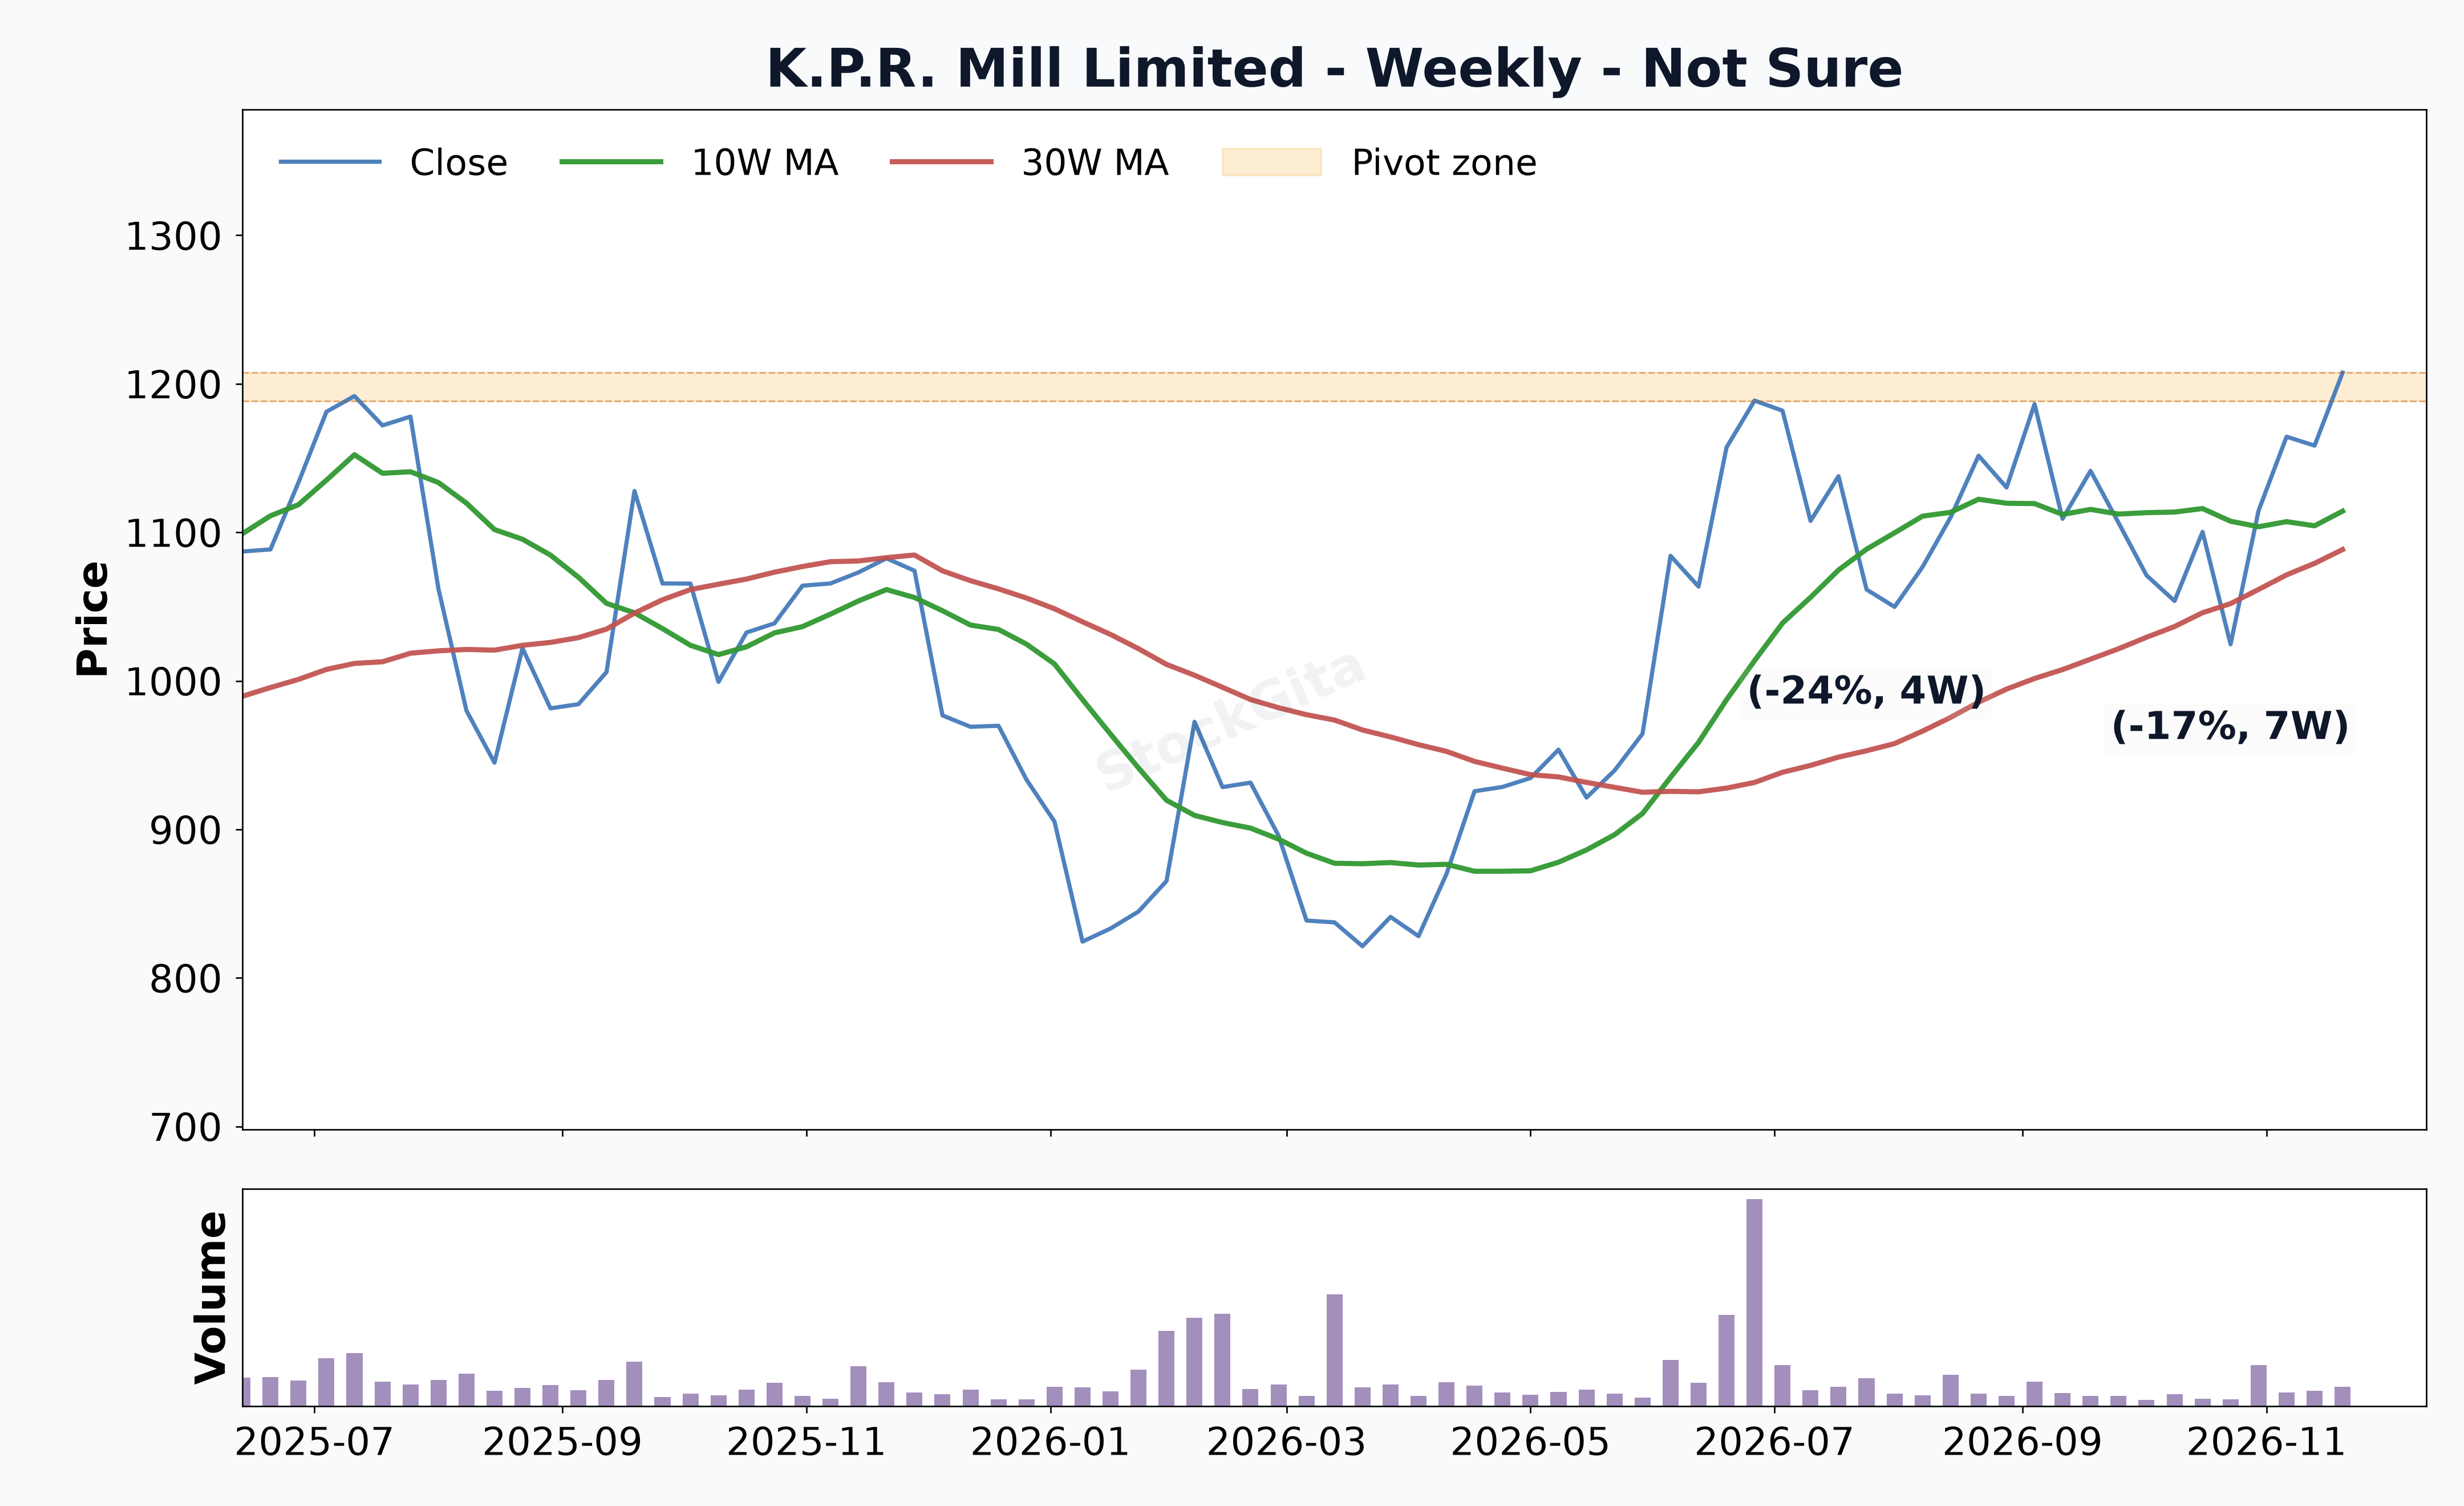 K.P.R. Mill Limited - Weekly - Not Sure
Close 10W MA 30W MA Pivot zone
Price
1300
1200
1100
1000
900
800
700
StockGita
(-24%, 4W)
(-17%, 7W)
Volume
2025-07 2025-09 2025-11 2026-01 2026-03 2026-05 2026-07 2026-09 2026-11